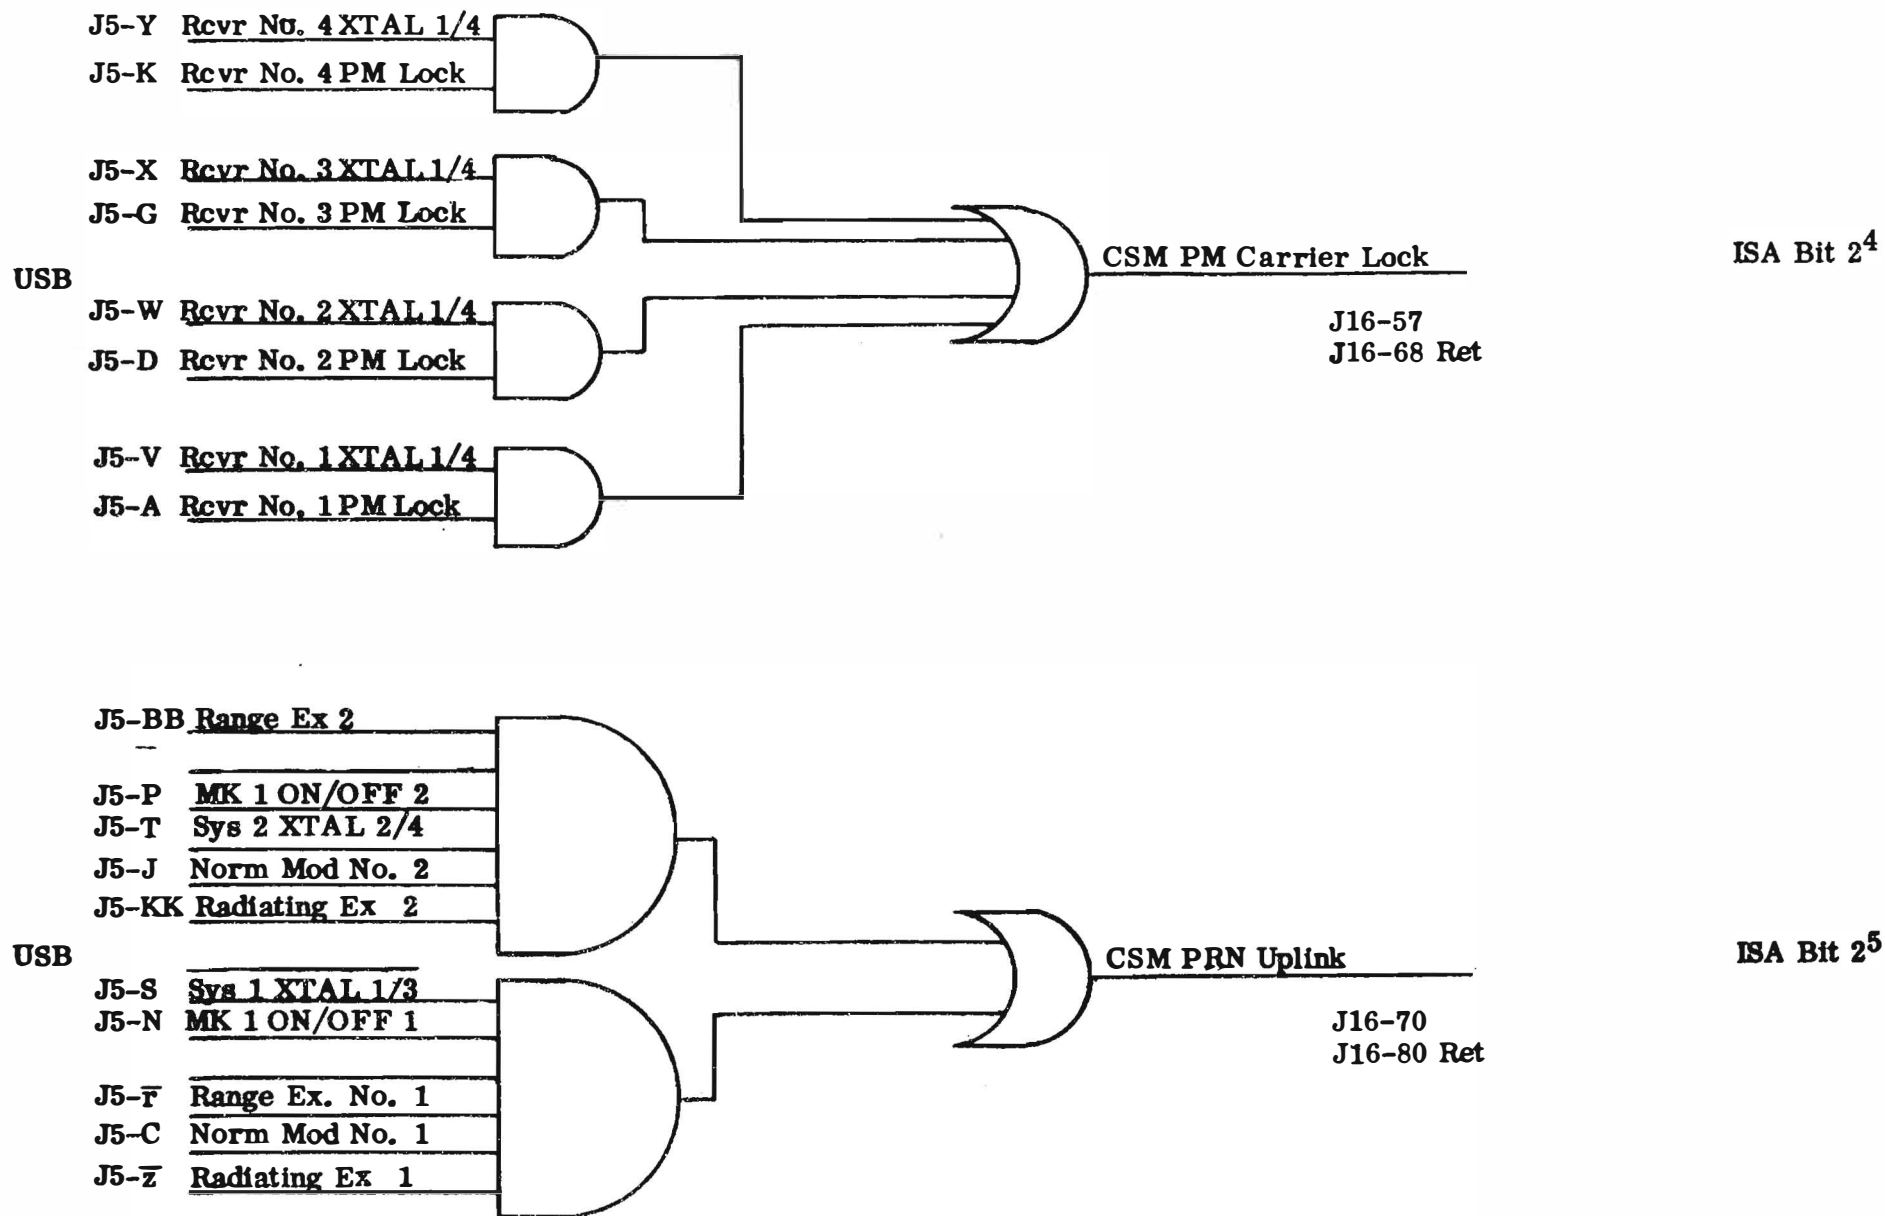 J5-Y Rcvr No. 4 XTAL 1/4
J5-K Rcvr No. 4 PM Lock
J5-X Rcvr No. 3 XTAL 1/4
J5-G Rcvr No. 3 PM Lock
USB
J5-W Rcvr No. 2 XTAL 1/4
J5-D Rcvr No. 2 PM Lock
J5-V Rcvr No. 1 XTAL 1/4
J5-A Rcvr No. 1 PM Lock
CSM PM Carrier Lock
J16-57
J16-68 Ret
ISA Bit 2⁴
J5-BB Range Ex 2
J5-P MK 1 ON/OFF 2
J5-T Sys 2 XTAL 2/4
J5-J Norm Mod No. 2
J5-KK Radiating Ex 2
USB
J5-S Sys 1 XTAL 1/3
J5-N MK 1 ON/OFF 1
J5-r̅ Range Ex. No. 1
J5-C Norm Mod No. 1
J5-z̅ Radiating Ex 1
CSM PRN Uplink
J16-70
J16-80 Ret
ISA Bit 2⁵